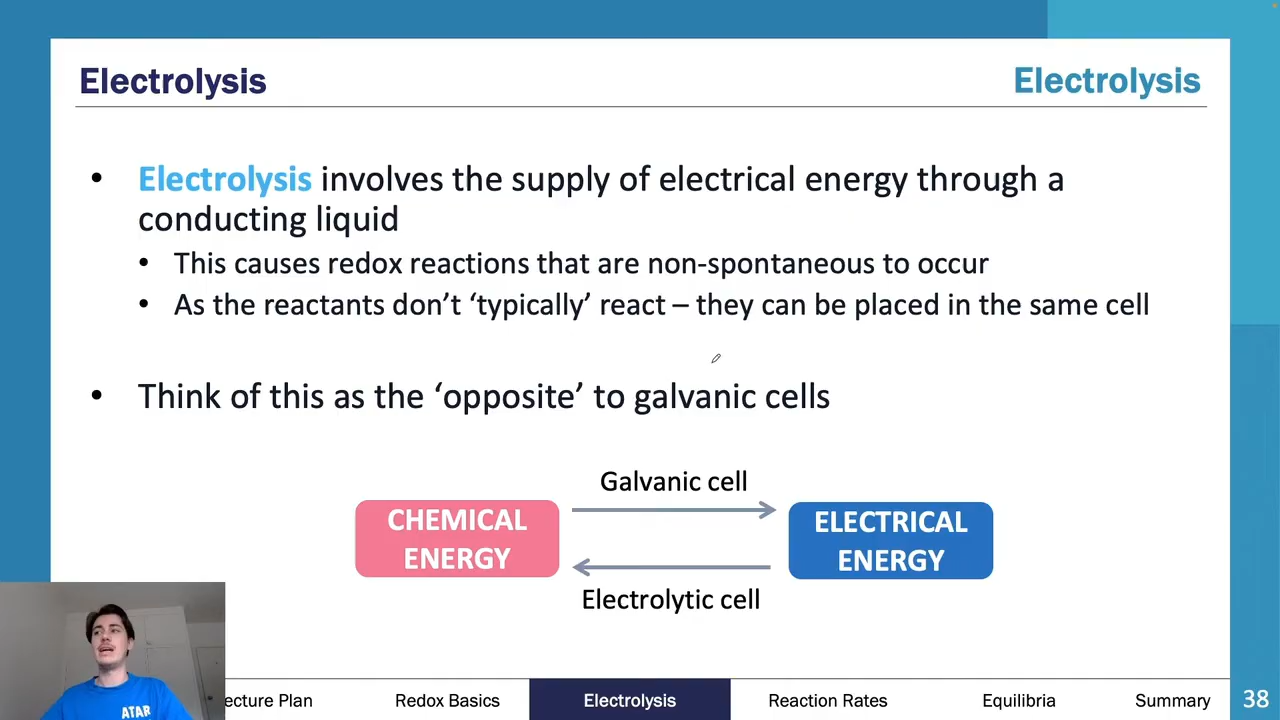 Electrolysis
Electrolysis
• Electrolysis involves the supply of electrical energy through a
conducting liquid
• This causes redox reactions that are non-spontaneous to occur
• As the reactants don’t ‘typically’ react – they can be placed in the same cell
• Think of this as the ‘opposite’ to galvanic cells
Galvanic cell
CHEMICAL
ENERGY
ELECTRICAL
ENERGY
Electrolytic cell
ATAR
ecture Plan
Redox Basics
Electrolysis
Reaction Rates
Equilibria
Summary
38